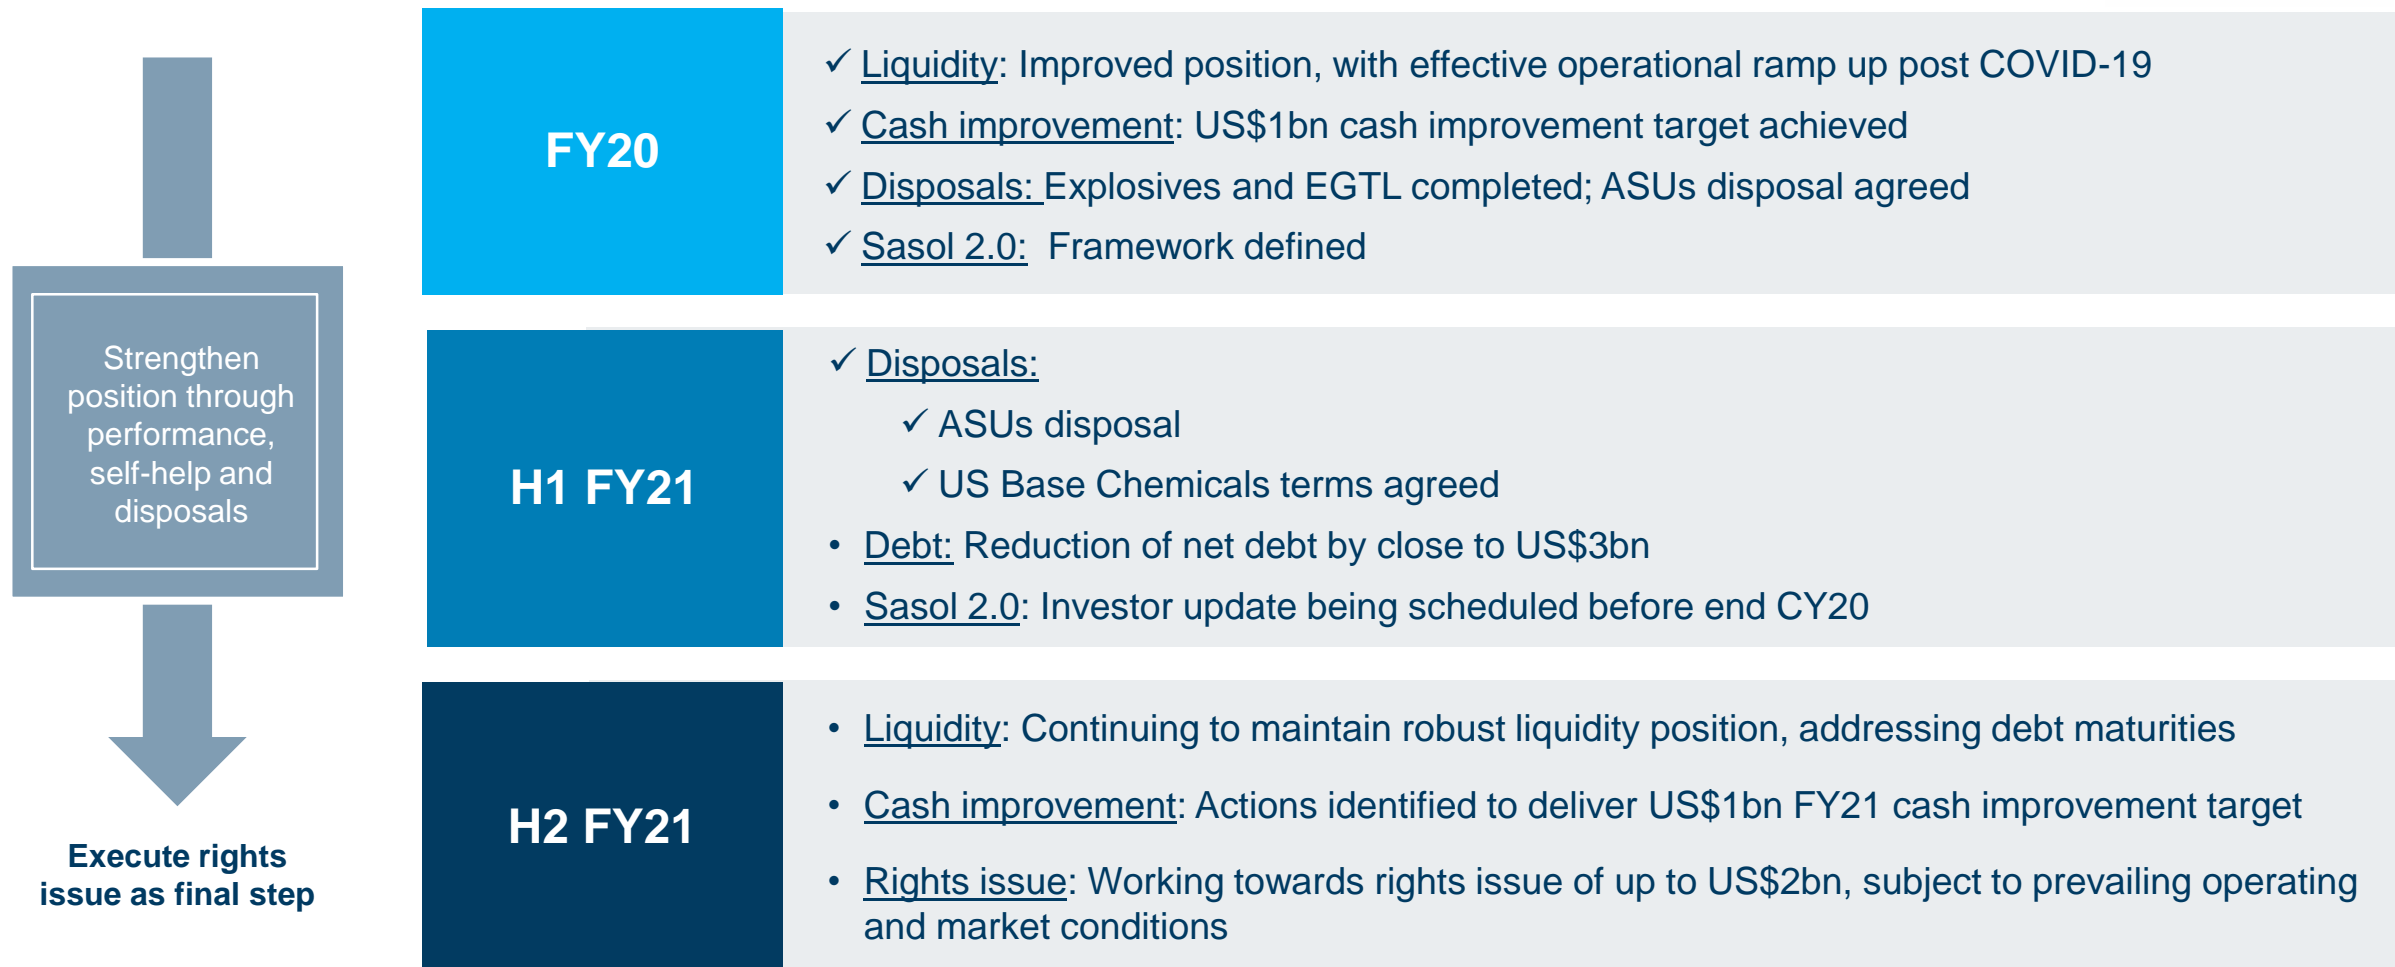 Strengthen
position through
performance,
self-help and
disposals
Execute rights
issue as final step
FY20
✓ Liquidity: Improved position, with effective operational ramp up post COVID-19
✓ Cash improvement: US$1bn cash improvement target achieved
✓ Disposals: Explosives and EGTL completed; ASUs disposal agreed
✓ Sasol 2.0: Framework defined
H1 FY21
✓ Disposals:
✓ ASUs disposal
✓ US Base Chemicals terms agreed
• Debt: Reduction of net debt by close to US$3bn
• Sasol 2.0: Investor update being scheduled before end CY20
H2 FY21
• Liquidity: Continuing to maintain robust liquidity position, addressing debt maturities
• Cash improvement: Actions identified to deliver US$1bn FY21 cash improvement target
• Rights issue: Working towards rights issue of up to US$2bn, subject to prevailing operating
and market conditions